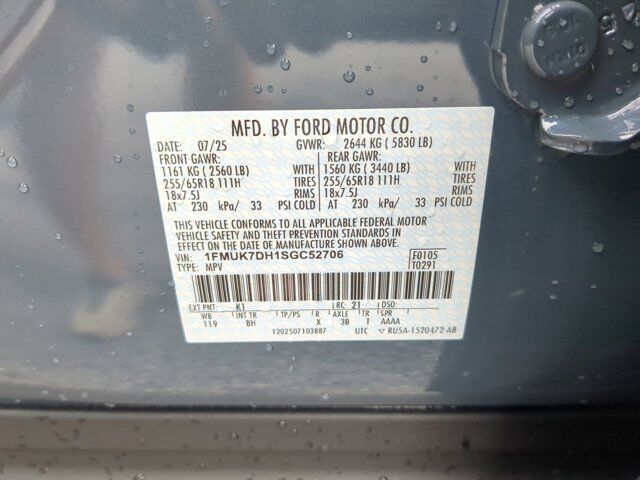 MFD. BY FORD MOTOR CO.
DATE: 07/25 GVWR: 2644 KG ( 5830 LB)
FRONT GAWR: REAR GAWR:
1161 KG ( 2560 LB) WITH 1560 KG ( 3440 LB) WITH
255/65R18 111H TIRES 255/65R18 111H TIRES
18x7.5J RIMS 18x7.5J RIMS
AT 230 kPa/ 33 PSI COLD AT 230 kPa/ 33 PSI COLD
THIS VEHICLE CONFORMS TO ALL APPLICABLE FEDERAL MOTOR
VEHICLE SAFETY AND BUMPER STANDARDS IN
EFFECT ON THE DATE OF MANUFACTURE SHOWN ABOVE.
VIN: 1FMUK7DH1SGC52706 F0105
TYPE: MPV T0291
EXT PNT: K1 RC: 21 DSO:
WB INT TR TP/PS R AXLE TR SPR
119 BH X 3B T AAAA
1202507103887 UTC RU5A-1520472-AB